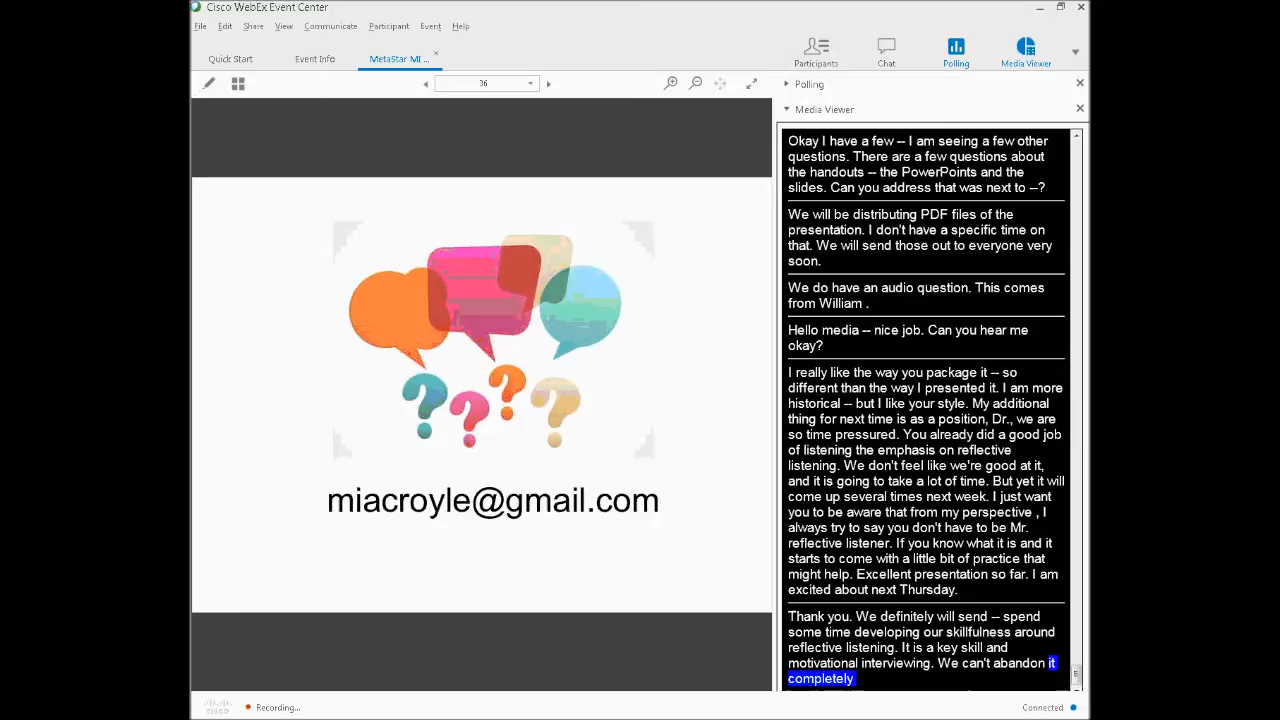 Cisco WebEx Event Center
File Edit Share View Communicate Participant Event Help
Quick Start Event Info MetaStar MI ...
Participants Chat Polling Media Viewer
36
Polling
Media Viewer
Okay I have a few -- I am seeing a few other
questions. There are a few questions about
the handouts -- the PowerPoints and the
slides. Can you address that was next to --?
We will be distributing PDF files of the
presentation. I don't have a specific time on
that. We will send those out to everyone very
soon.
We do have an audio question. This comes
from William .
Hello media -- nice job. Can you hear me
okay?
I really like the way you package it -- so
different than the way I presented it. I am more
historical -- but I like your style. My additional
thing for next time is as a position, Dr., we are
so time pressured. You already did a good job
of listening the emphasis on reflective
listening. We don't feel like we're good at it,
and it is going to take a lot of time. But yet it will
come up several times next week. I just want
you to be aware that from my perspective , I
always try to say you don't have to be Mr.
reflective listener. If you know what it is and it
starts to come with a little bit of practice that
might help. Excellent presentation so far. I am
excited about next Thursday.
Thank you. We definitely will send -- spend
some time developing our skillfulness around
reflective listening. It is a key skill and
motivational interviewing. We can't abandon it
completely
miacroyle@gmail.com
cisco
Recording...
Connected